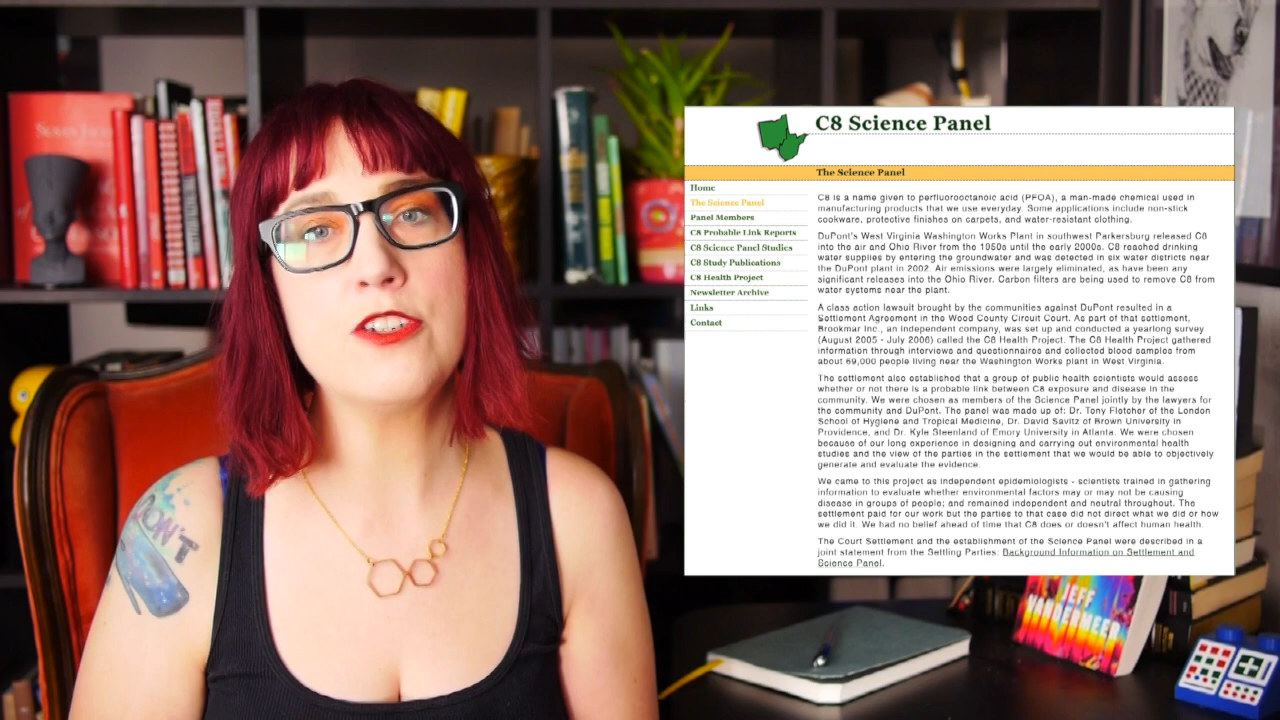 C8 Science Panel
The Science Panel
Home
The Science Panel
Panel Members
C8 Probable Link Reports
C8 Science Panel Studies
C8 Study Publications
C8 Health Project
Newsletter Archive
Links
Contact
C8 is a name given to perfluorooctanoic acid (PFOA), a man-made chemical used in
manufacturing products that we use everyday. Some applications include non-stick
cookware, protective finishes on carpets, and water-resistant clothing.
DuPont's West Virginia Washington Works Plant in southwest Parkersburg released C8
into the air and Ohio River from the 1950s until the early 2000s. C8 reached drinking
water supplies by entering the groundwater and was detected in six water districts near
the DuPont plant in 2002. Air emissions were largely eliminated, as have been any
significant releases into the Ohio River. Carbon filters are being used to remove C8 from
water systems near the plant.
A class action lawsuit brought by the communities against DuPont resulted in a
Settlement Agreement in the Wood County Circuit Court. As part of that settlement,
Brookmar Inc., an independent company, was set up and conducted a yearlong survey
(August 2005 - July 2006) called the C8 Health Project. The C8 Health Project gathered
information through interviews and questionnaires and collected blood samples from
about 69,000 people living near the Washington Works plant in West Virginia.
The settlement also established that a group of public health scientists would assess
whether or not there is a probable link between C8 exposure and disease in the
community. We were chosen as members of the Science Panel jointly by the lawyers for
the community and DuPont. The panel was made up of: Dr. Tony Fletcher of the London
School of Hygiene and Tropical Medicine, Dr. David Savitz of Brown University in
Providence, and Dr. Kyle Steenland of Emory University in Atlanta. We were chosen
because of our long experience in designing and carrying out environmental health
studies and the view of the parties in the settlement that we would be able to objectively
generate and evaluate the evidence.
We came to this project as independent epidemiologists - scientists trained in gathering
information to evaluate whether environmental factors may or may not be causing
disease in groups of people; and remained independent and neutral throughout. The
settlement paid for our work but the parties to that case did not direct what we did or how
we did it. We had no belief ahead of time that C8 does or doesn't affect human health.
The Court Settlement and the establishment of the Science Panel were described in a
joint statement from the Settling Parties: Background Information on Settlement and
Science Panel.
JEFF
VANDERMEER